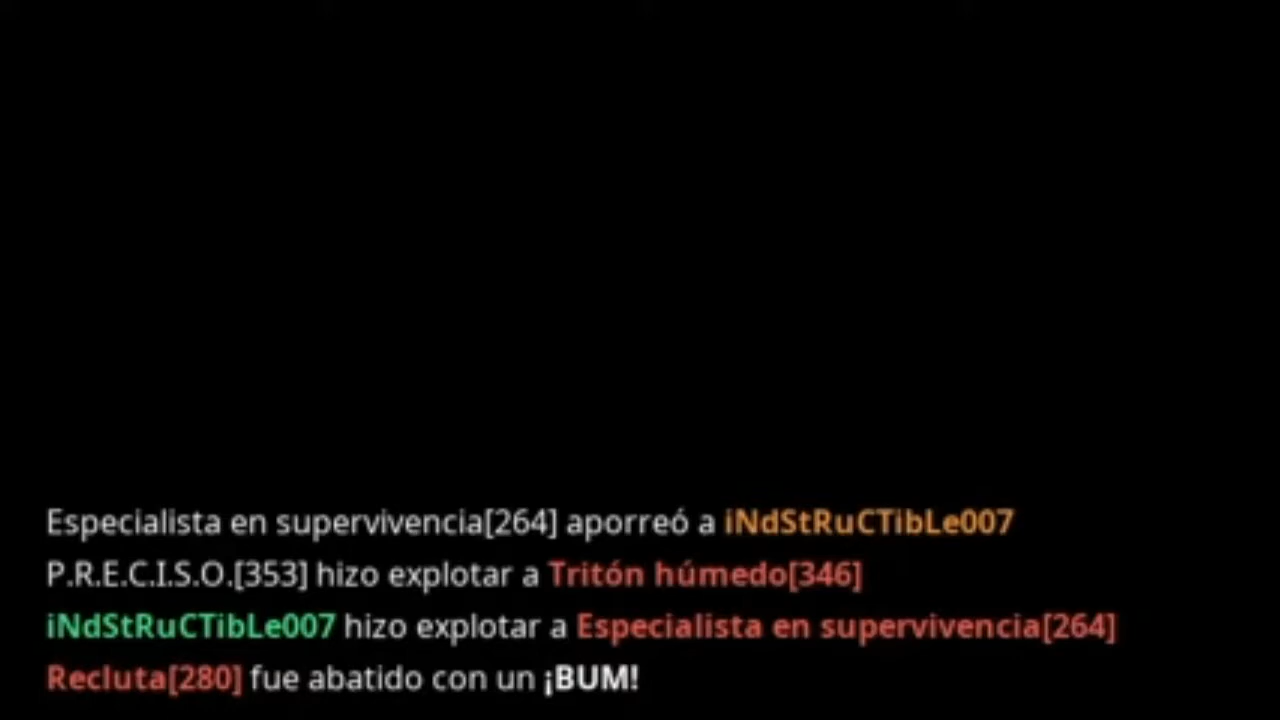 Especialista en supervivencia[264] aporreó a iNdStRuCTibLe007
P.R.E.C.I.S.O.[353] hizo explotar a Tritón húmedo[346]
iNdStRuCTibLe007 hizo explotar a Especialista en supervivencia[264]
Recluta[280] fue abatido con un ¡BUM!